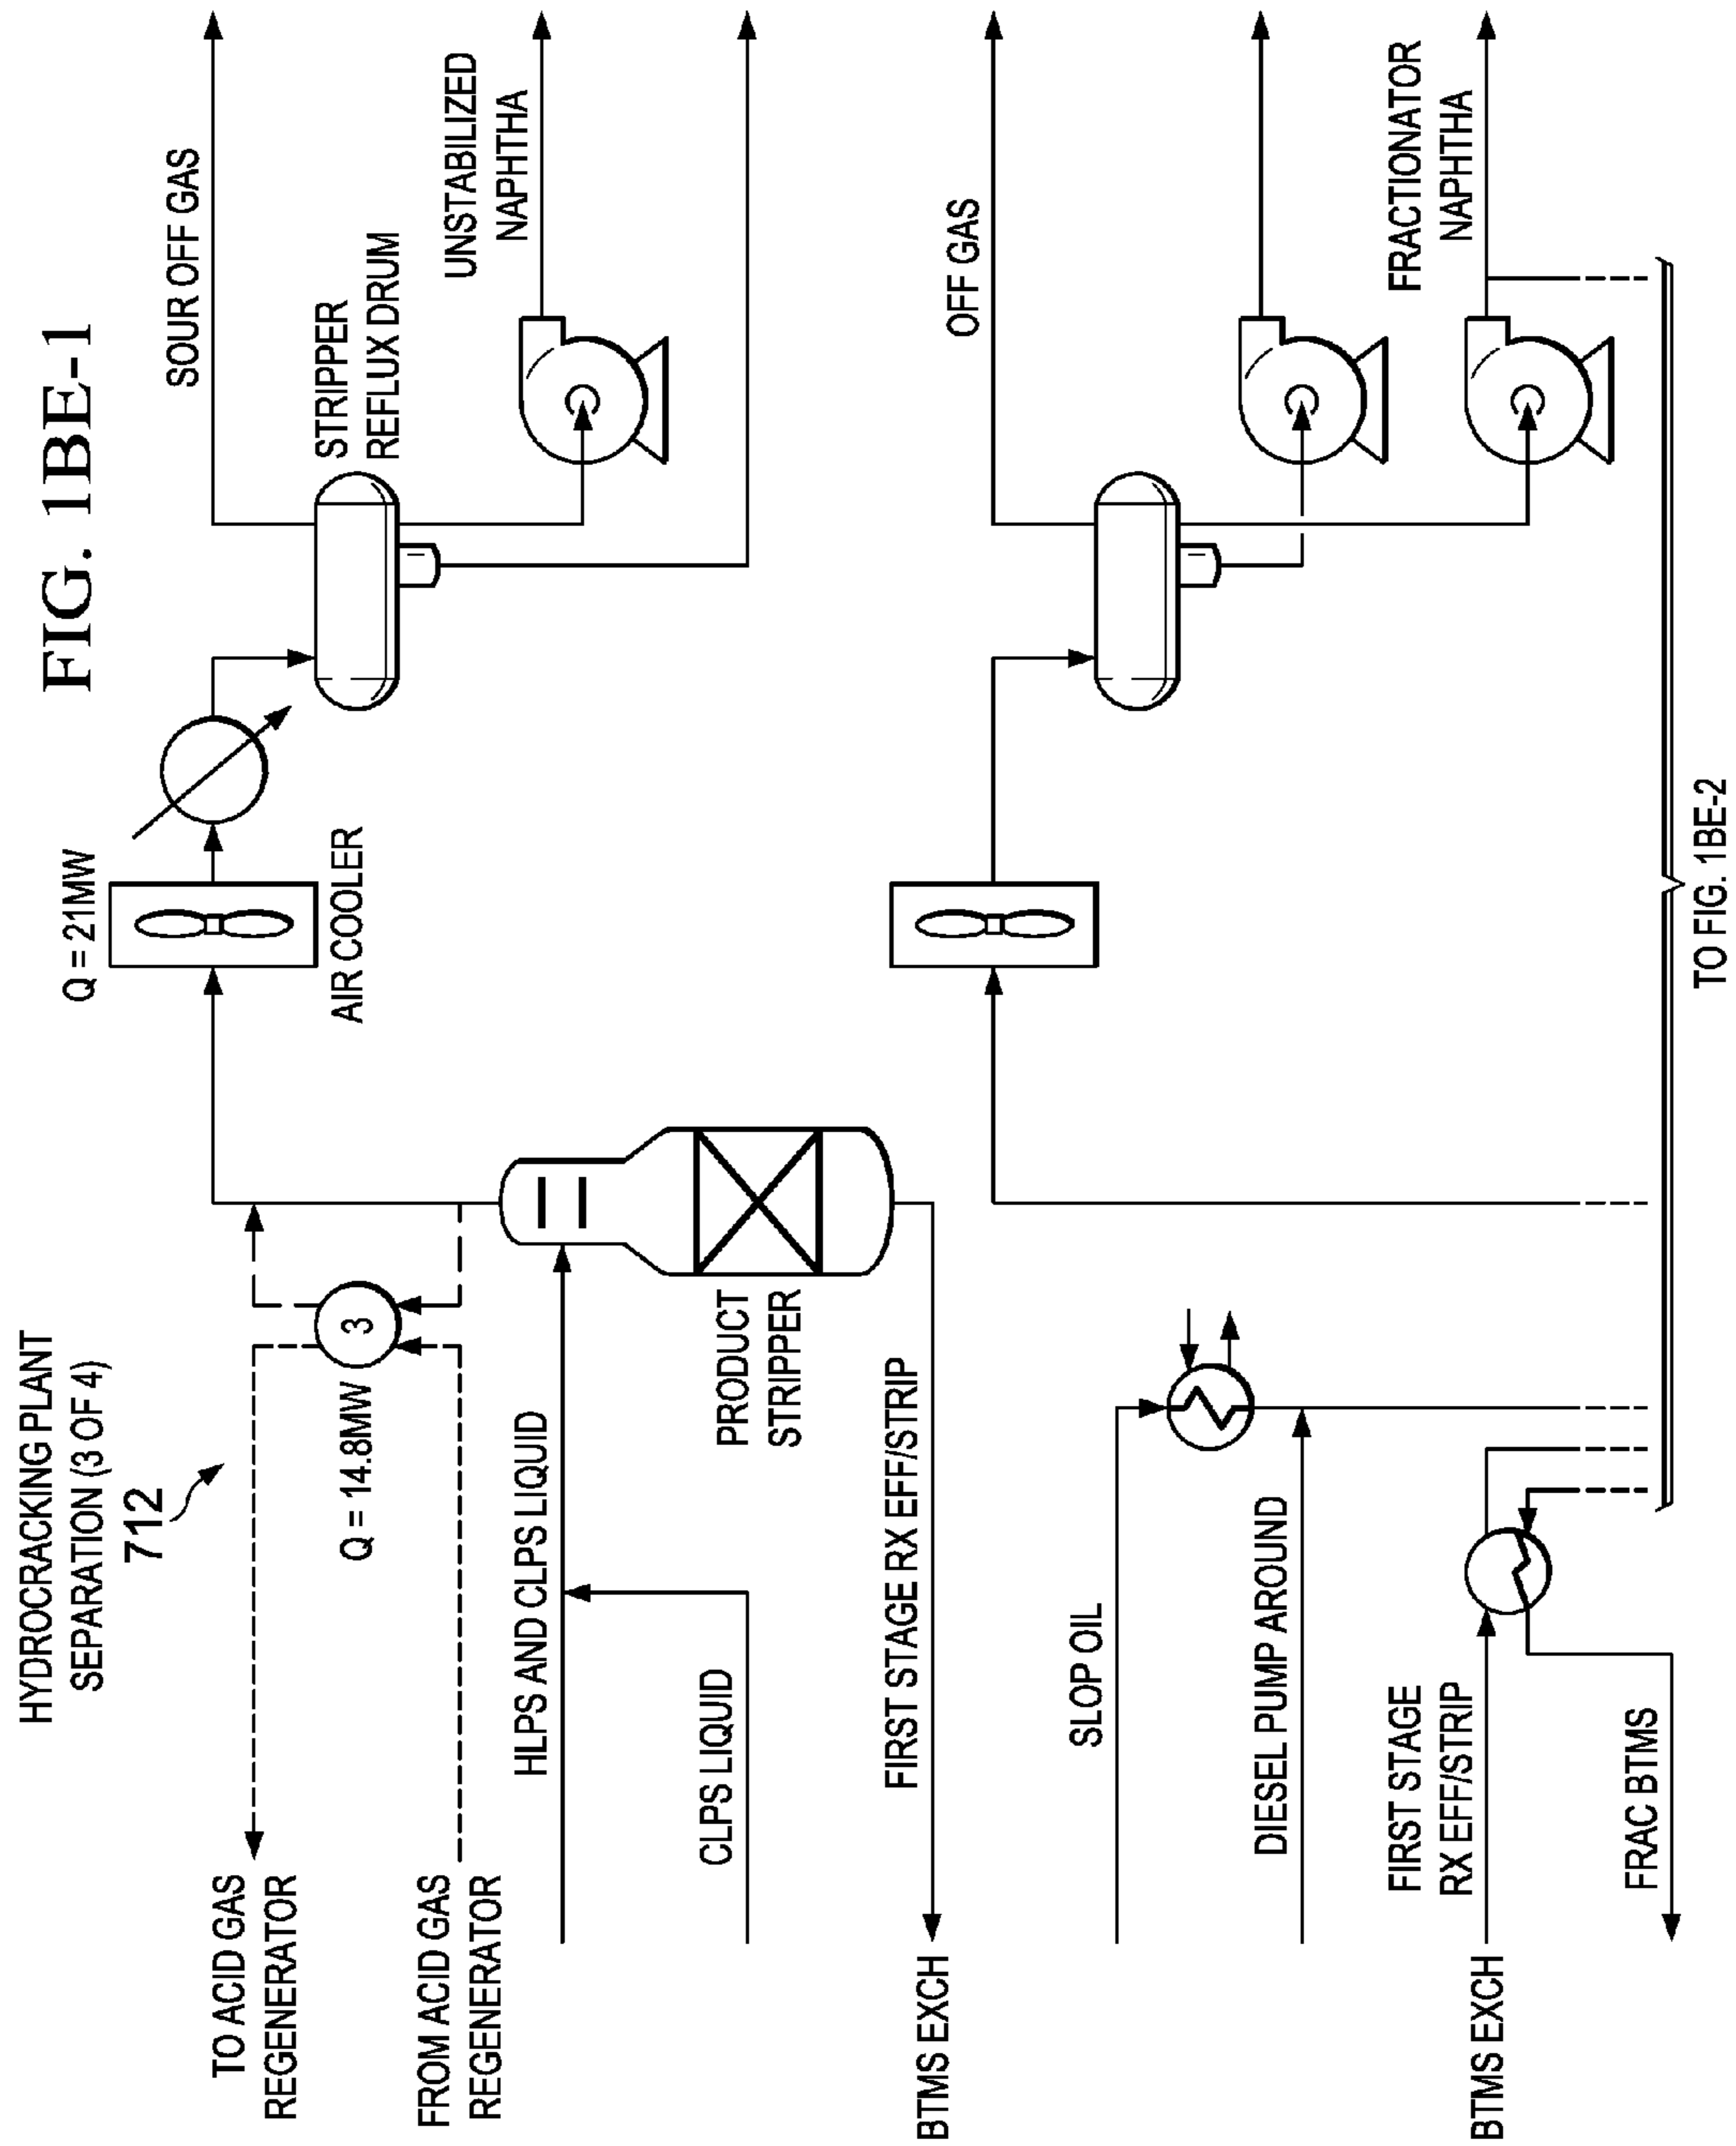 FIG. 1BE-1
HYDROCRACKING PLANT
SEPARATION (3 OF 4)
712
TO ACID GAS
REGENERATOR
FROM ACID GAS
REGENERATOR
3
Q = 14.8MW
Q = 21MW
AIR COOLER
SOUR OFF GAS
STRIPPER
REFLUX DRUM
UNSTABILIZED
NAPHTHA
HLPS AND CLPS LIQUID
CLPS LIQUID
PRODUCT
STRIPPER
FIRST STAGE RX EFF/STRIP
BTMS EXCH
OFF GAS
SLOP OIL
DIESEL PUMP AROUND
FIRST STAGE
RX EFF/STRIP
BTMS EXCH
FRAC BTMS
FRACTIONATOR
NAPHTHA
TO FIG. 1BE-2